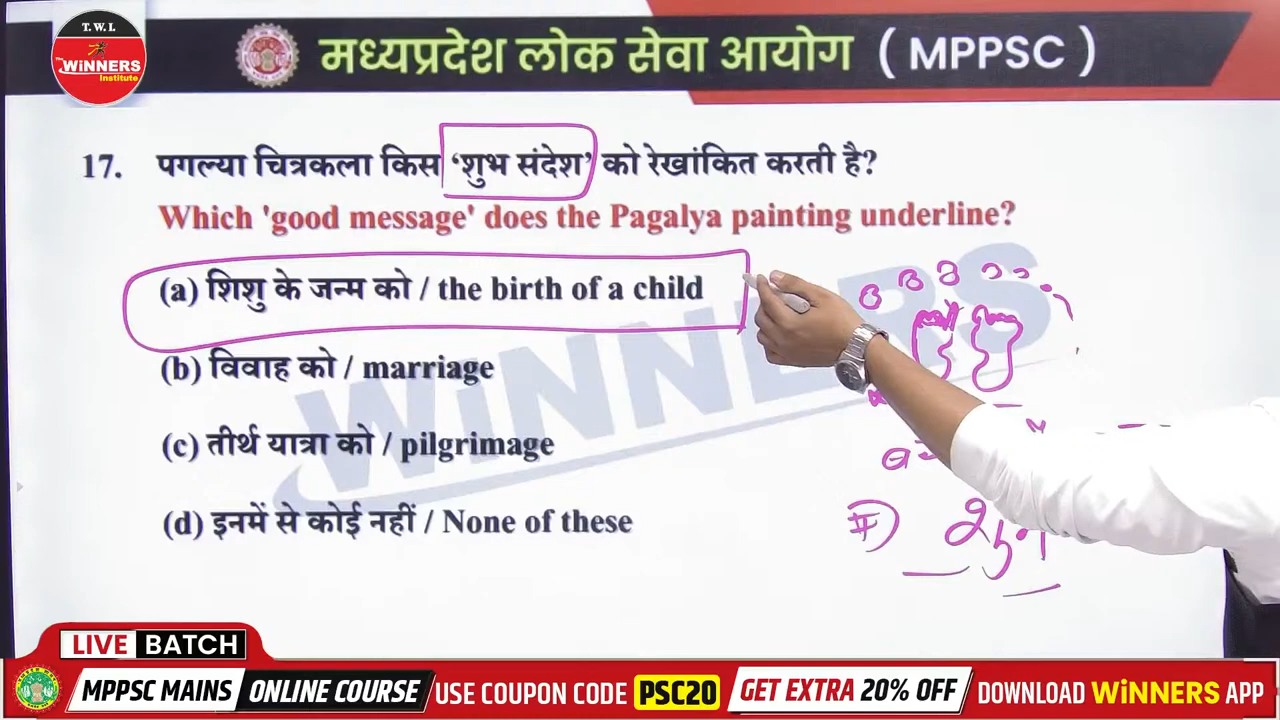 T. W. I.
The WiNNERS
Institute
मध्यप्रदेश लोक सेवा आयोग ( MPPSC )
17. पगल्या चित्रकला किस ‘शुभ संदेश’ को रेखांकित करती है?
Which 'good message' does the Pagalya painting underline?
(a) शिशु के जन्म को / the birth of a child
(b) विवाह को / marriage
(c) तीर्थ यात्रा को / pilgrimage
(d) इनमें से कोई नहीं / None of these
WiNNERS
LIVE BATCH
MPPSC MAINS ONLINE COURSE USE COUPON CODE PSC20 GET EXTRA 20% OFF DOWNLOAD WiNNERS APP